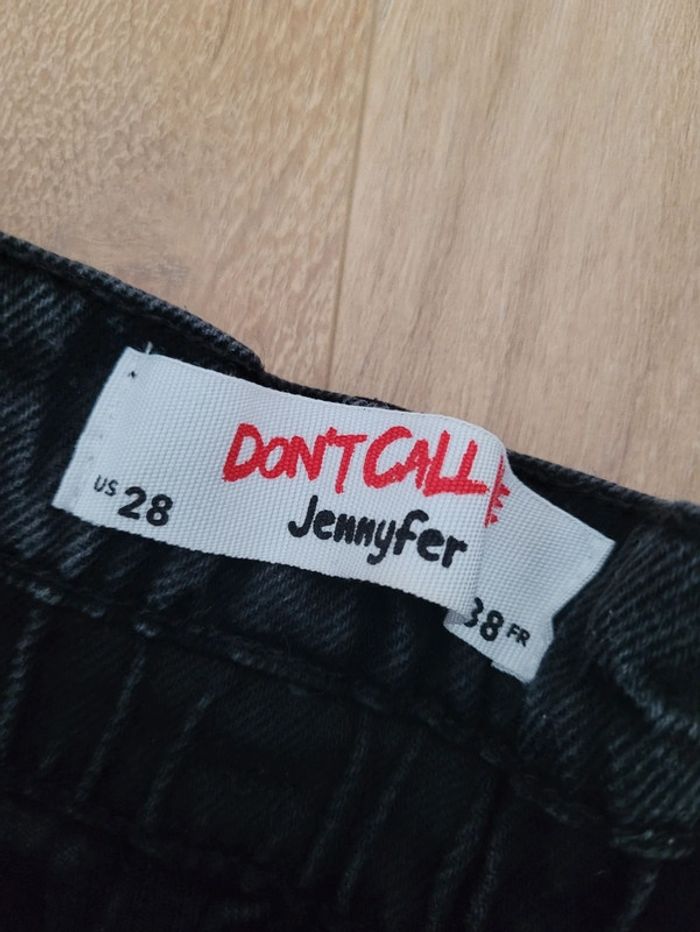 DON'T CALL
Jennyfer
US 28
38 FR